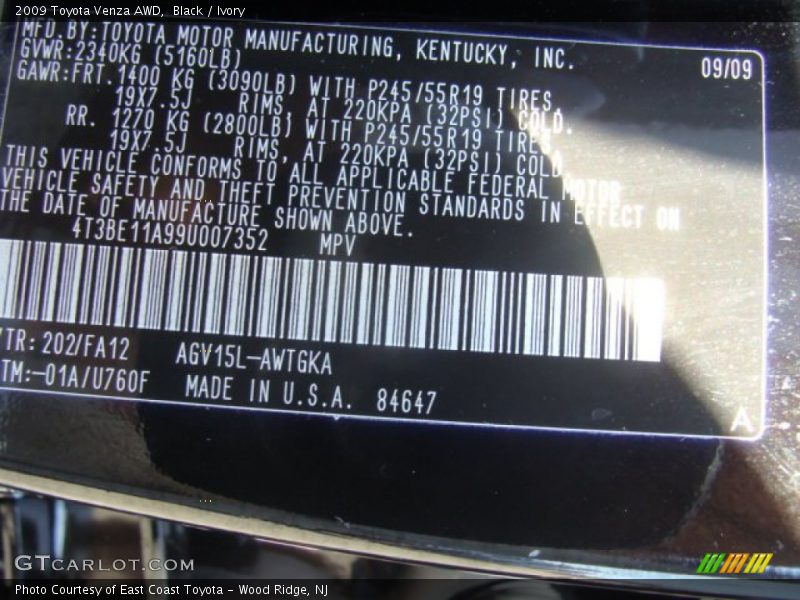 2009 Toyota Venza AWD,  Black / Ivory
MFD.BY:TOYOTA MOTOR MANUFACTURING, KENTUCKY, INC.
GVWR:2340KG (5160LB)
09/09
GAWR:FRT.1400 KG (3090LB) WITH P245/55R19 TIRES,
19X7.5J RIMS, AT 220KPA (32PSI) COLD.
RR. 1270 KG (2800LB) WITH P245/55R19 TIRES,
19X7.5J RIMS, AT 220KPA (32PSI) COLD
THIS VEHICLE CONFORMS TO ALL APPLICABLE FEDERAL MOTOR
VEHICLE SAFETY AND THEFT PREVENTION STANDARDS IN EFFECT ON
THE DATE OF MANUFACTURE SHOWN ABOVE.
4T3BE11A99U007352 MPV
/TR: 202/FA12 AGV15L-AWTGKA
TM:-01A/U760F MADE IN U.S.A. 84647
A
GTCARLOT.COM
Photo Courtesy of East Coast Toyota - Wood Ridge, NJ